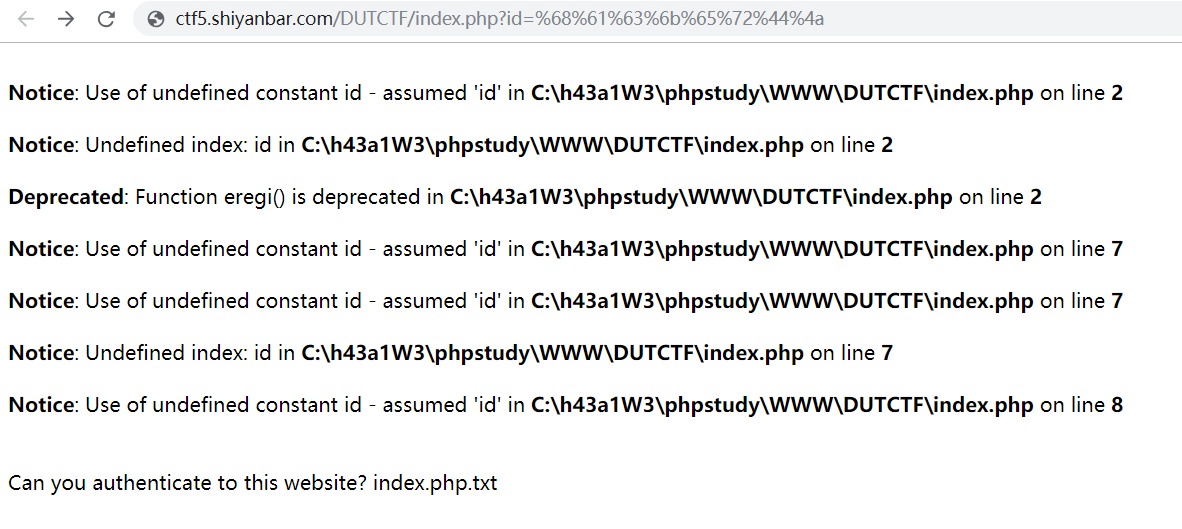 ctf5.shiyanbar.com/DUTCTF/index.php?id=%68%61%63%6b%65%72%44%4a
Notice: Use of undefined constant id - assumed 'id' in C:\h43a1W3\phpstudy\WWW\DUTCTF\index.php on line 2
Notice: Undefined index: id in C:\h43a1W3\phpstudy\WWW\DUTCTF\index.php on line 2
Deprecated: Function eregi() is deprecated in C:\h43a1W3\phpstudy\WWW\DUTCTF\index.php on line 2
Notice: Use of undefined constant id - assumed 'id' in C:\h43a1W3\phpstudy\WWW\DUTCTF\index.php on line 7
Notice: Use of undefined constant id - assumed 'id' in C:\h43a1W3\phpstudy\WWW\DUTCTF\index.php on line 7
Notice: Undefined index: id in C:\h43a1W3\phpstudy\WWW\DUTCTF\index.php on line 7
Notice: Use of undefined constant id - assumed 'id' in C:\h43a1W3\phpstudy\WWW\DUTCTF\index.php on line 8
Can you authenticate to this website? index.php.txt